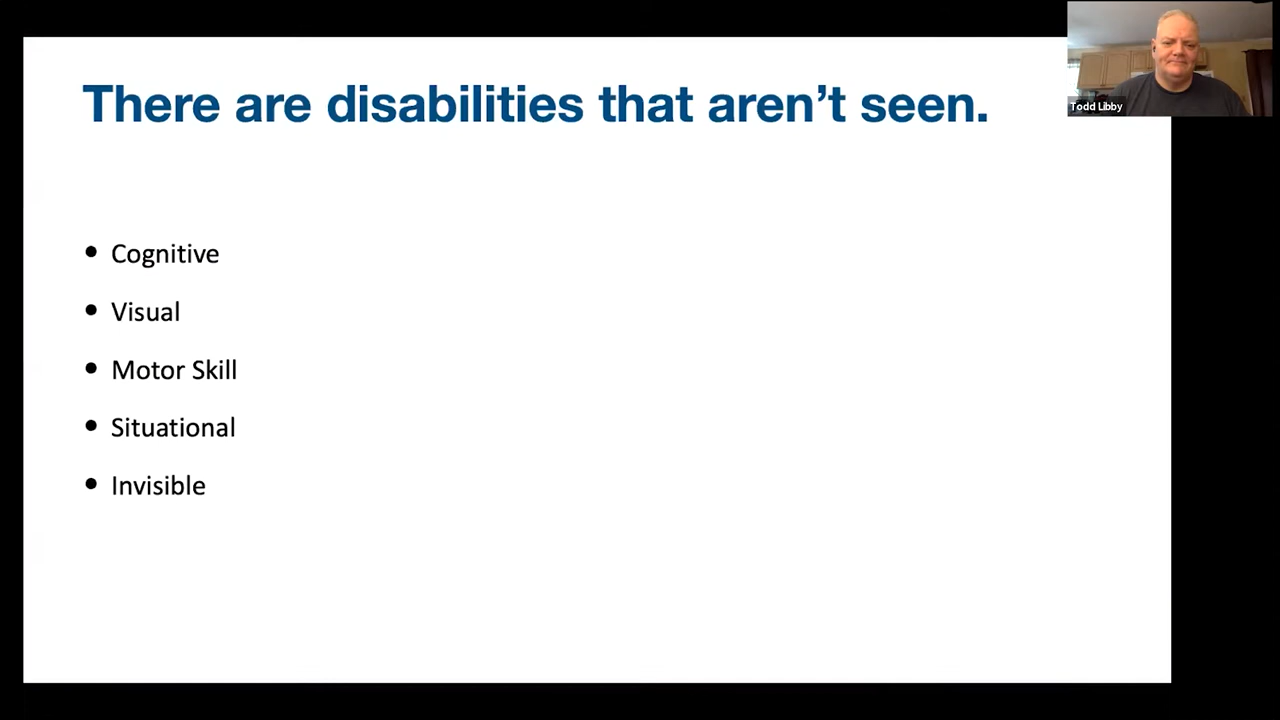 There are disabilities that aren’t seen.
Todd Libby
• Cognitive
• Visual
• Motor Skill
• Situational
• Invisible